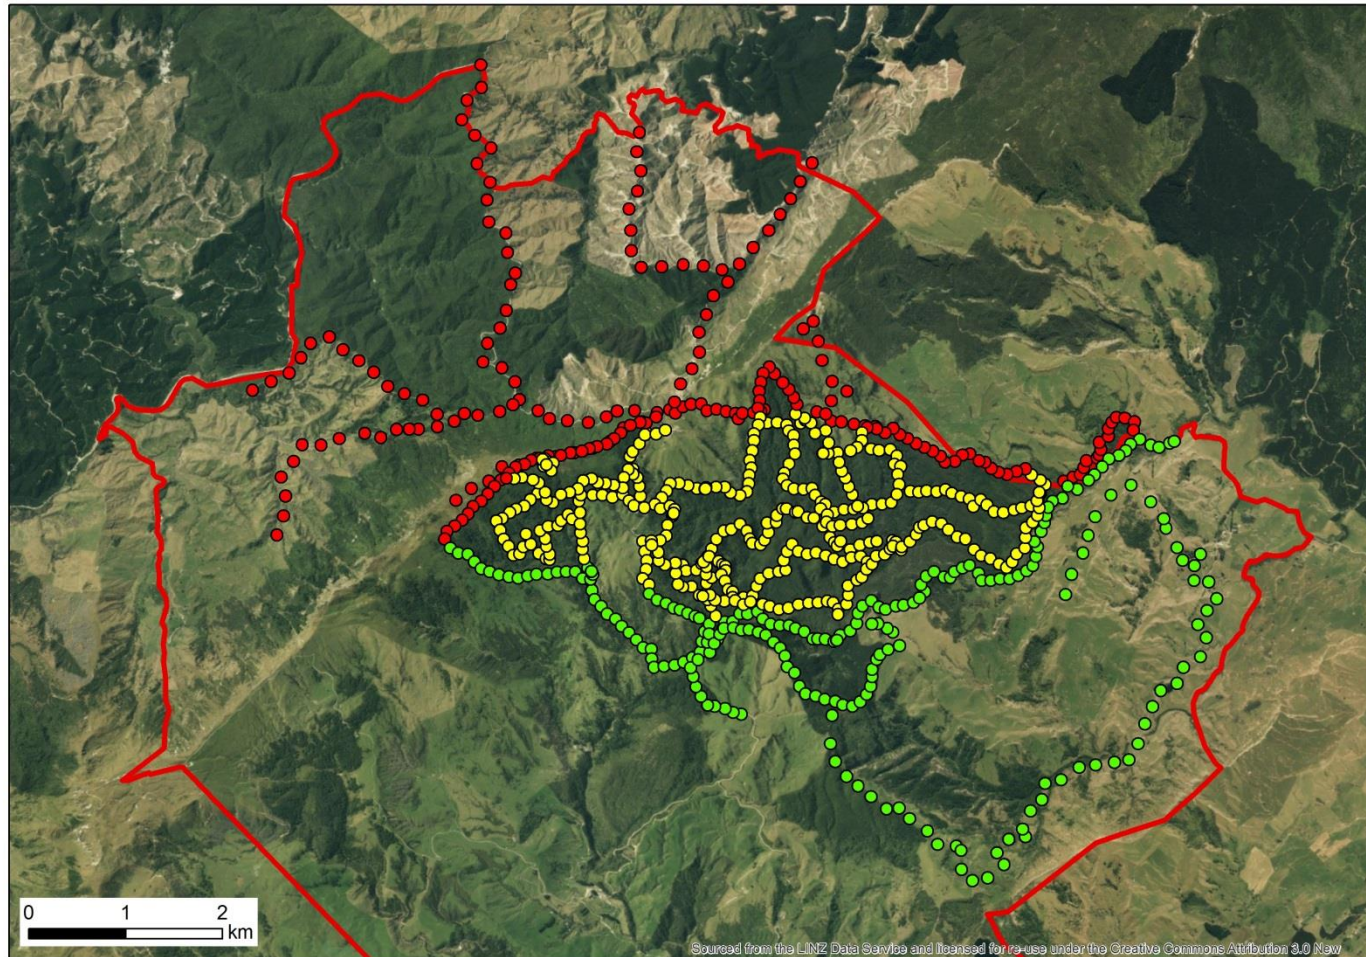 0 1 2
km
Sourced from the LINZ Data Service and licensed for re-use under the Creative Commons Attribution 3.0 New